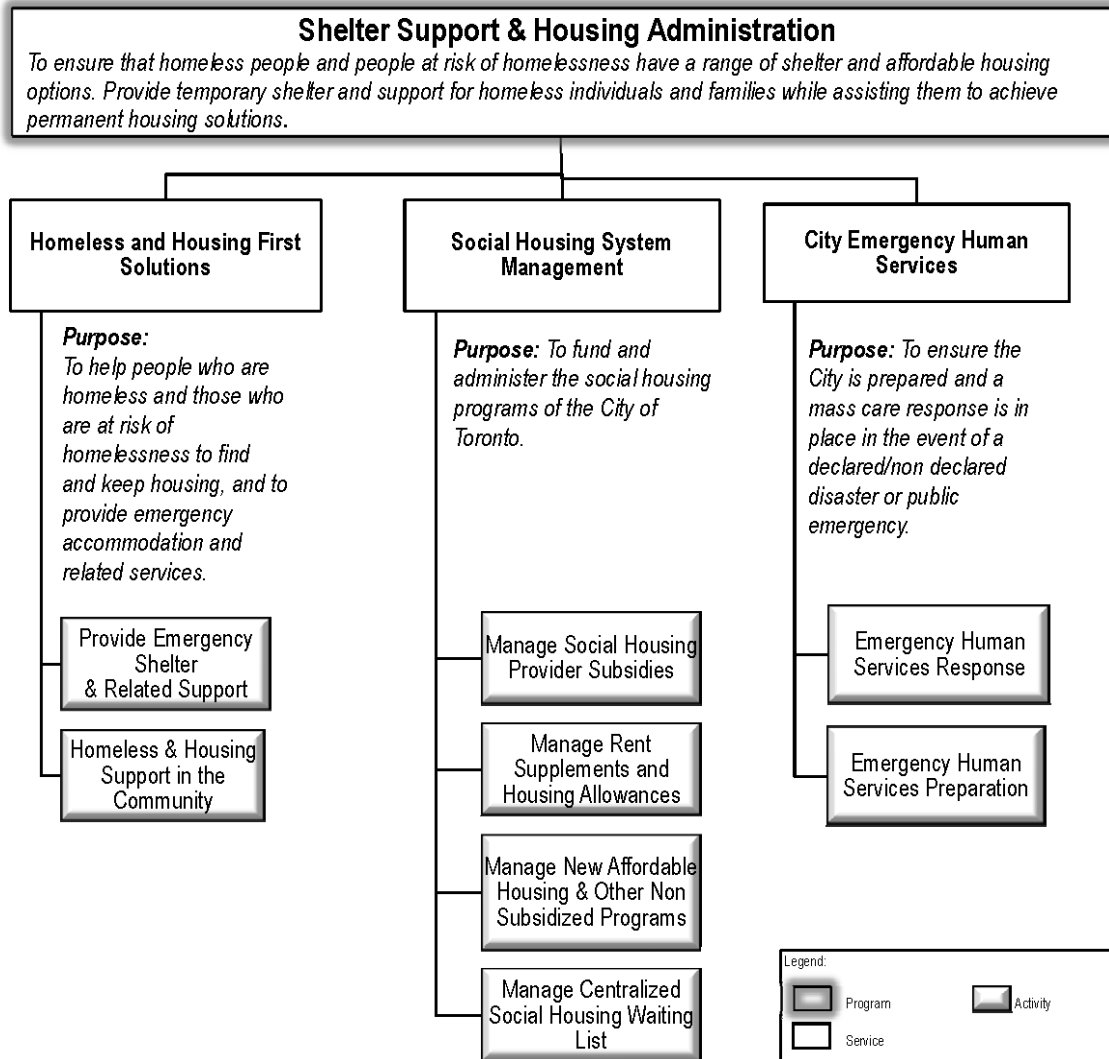 Shelter Support & Housing Administration
To ensure that homeless people and people at risk of homelessness have a range of shelter and affordable housing
options. Provide temporary shelter and support for homeless individuals and families while assisting them to achieve
permanent housing solutions.
Homeless and Housing First
Solutions
Purpose:
To help people who are
homeless and those who
are at risk of
homelessness to find
and keep housing, and to
provide emergency
accommodation and
related services.
Provide Emergency
Shelter
& Related Support
Homeless & Housing
Support in the
Community
Social Housing System
Management
Purpose: To fund and
administer the social housing
programs of the City of
Toronto.
Manage Social Housing
Provider Subsidies
Manage Rent
Supplements and
Housing Allowances
Manage New Affordable
Housing & Other Non
Subsidized Programs
Manage Centralized
Social Housing Waiting
List
City Emergency Human
Services
Purpose: To ensure the
City is prepared and a
mass care response is in
place in the event of a
declared/non declared
disaster or public
emergency.
Emergency Human
Services Response
Emergency Human
Services Preparation
Legend:
Program
Activity
Service